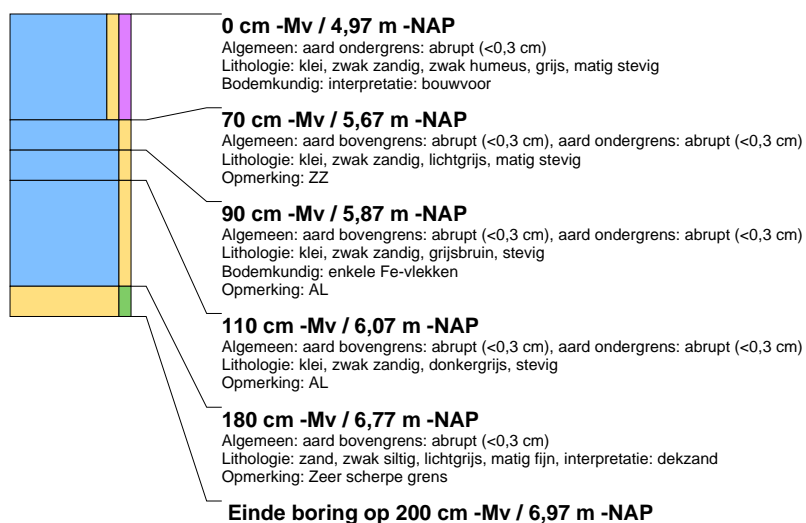 0 cm -Mv / 4,97 m -NAP
Algemeen: aard ondergrens: abrupt (<0,3 cm)
Lithologie: klei, zwak zandig, zwak humeus, grijs, matig stevig
Bodemkundig: interpretatie: bouwvoor
70 cm -Mv / 5,67 m -NAP
Algemeen: aard bovengrens: abrupt (<0,3 cm), aard ondergrens: abrupt (<0,3 cm)
Lithologie: klei, zwak zandig, lichtgrijs, matig stevig
Opmerking: ZZ
90 cm -Mv / 5,87 m -NAP
Algemeen: aard bovengrens: abrupt (<0,3 cm), aard ondergrens: abrupt (<0,3 cm)
Lithologie: klei, zwak zandig, grijsbruin, stevig
Bodemkundig: enkele Fe-vlekken
Opmerking: AL
110 cm -Mv / 6,07 m -NAP
Algemeen: aard bovengrens: abrupt (<0,3 cm), aard ondergrens: abrupt (<0,3 cm)
Lithologie: klei, zwak zandig, donkergrijs, stevig
Opmerking: AL
180 cm -Mv / 6,77 m -NAP
Algemeen: aard bovengrens: abrupt (<0,3 cm)
Lithologie: zand, zwak siltig, lichtgrijs, matig fijn, interpretatie: dekzand
Opmerking: Zeer scherpe grens
Einde boring op 200 cm -Mv / 6,97 m -NAP